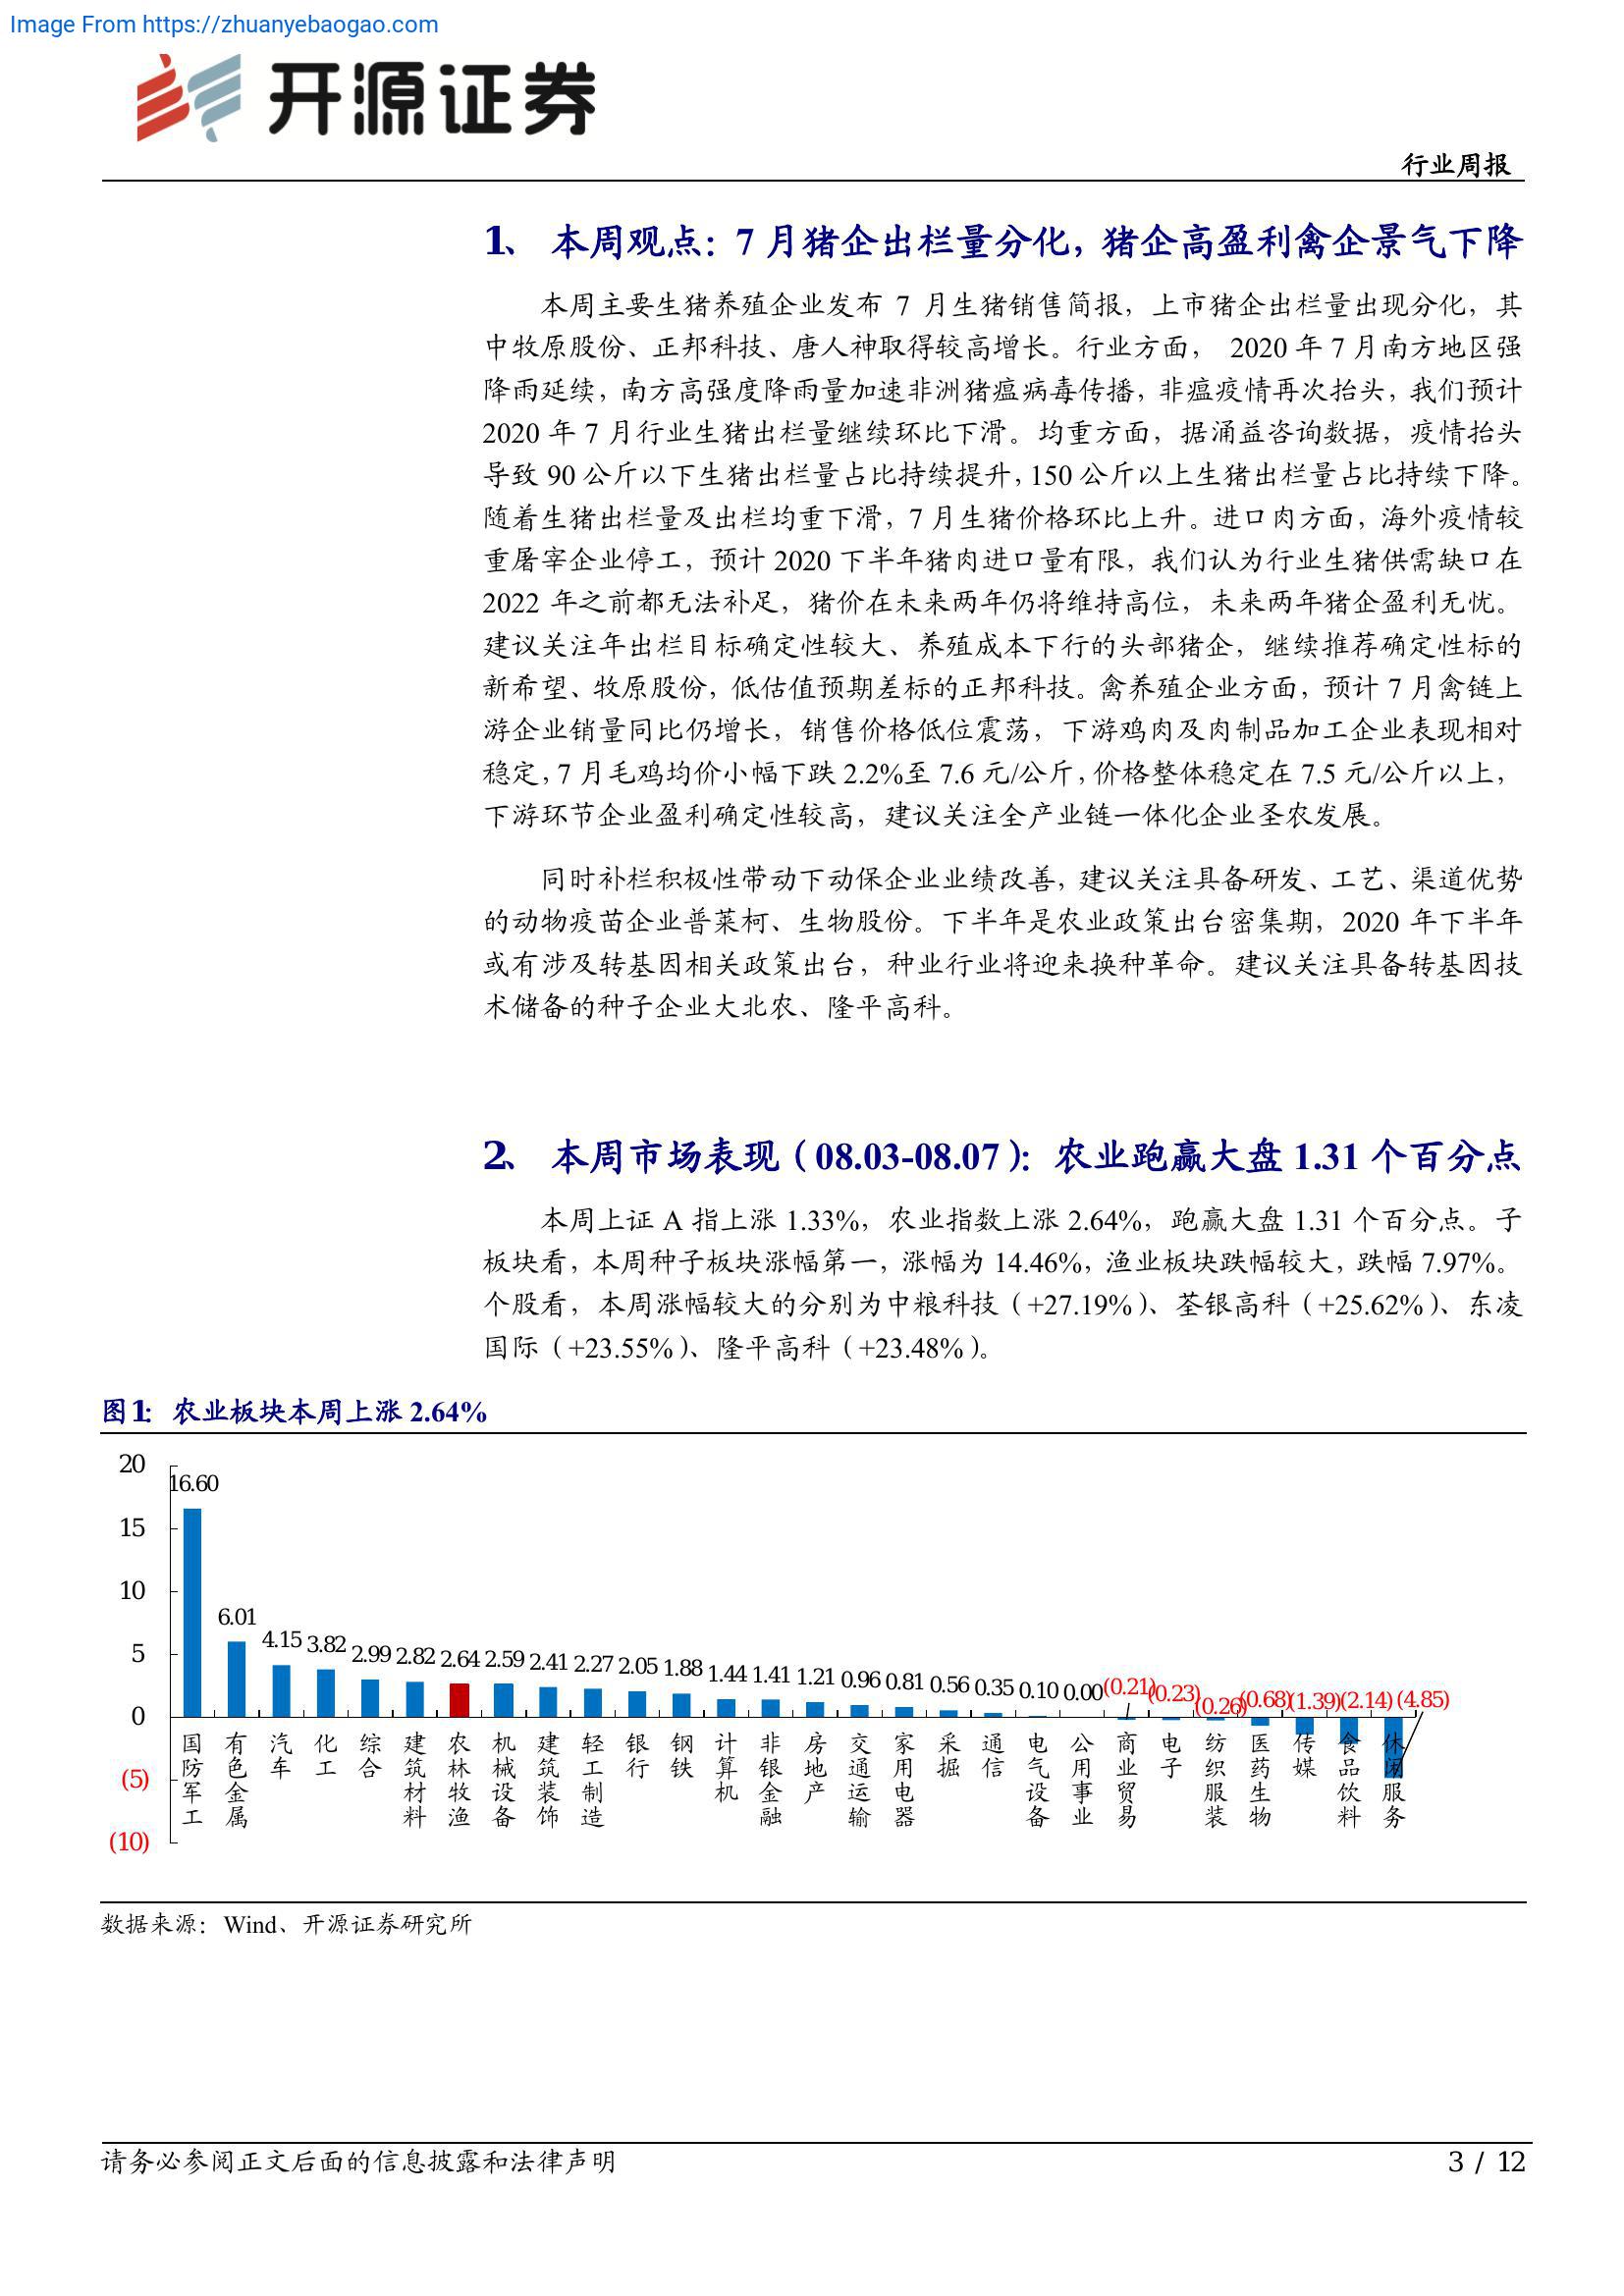 Image From https://zhuanyebaogao.com
开源证券
行业周报
1、 本周观点：7 月猪企出栏量分化，猪企高盈利禽企景气下降
本周主要生猪养殖企业发布 7 月生猪销售简报，上市猪企出栏量出现分化，其
中牧原股份、正邦科技、唐人神取得较高增长。行业方面， 2020 年 7 月南方地区强
降雨延续，南方高强度降雨量加速非洲猪瘟病毒传播，非瘟疫情再次抬头，我们预计
2020 年 7 月行业生猪出栏量继续环比下滑。均重方面，据涌益咨询数据，疫情抬头
导致 90 公斤以下生猪出栏量占比持续提升，150 公斤以上生猪出栏量占比持续下降。
随着生猪出栏量及出栏均重下滑，7 月生猪价格环比上升。进口肉方面，海外疫情较
重屠宰企业停工，预计 2020 下半年猪肉进口量有限，我们认为行业生猪供需缺口在
2022 年之前都无法补足，猪价在未来两年仍将维持高位，未来两年猪企盈利无忧。
建议关注年出栏目标确定性较大、养殖成本下行的头部猪企，继续推荐确定性标的
新希望、牧原股份，低估值预期差标的正邦科技。禽养殖企业方面，预计 7 月禽链上
游企业销量同比仍增长，销售价格低位震荡，下游鸡肉及肉制品加工企业表现相对
稳定，7 月毛鸡均价小幅下跌 2.2%至 7.6 元/公斤，价格整体稳定在 7.5 元/公斤以上，
下游环节企业盈利确定性较高，建议关注全产业链一体化企业圣农发展。
同时补栏积极性带动下动保企业业绩改善，建议关注具备研发、工艺、渠道优势
的动物疫苗企业普莱柯、生物股份。下半年是农业政策出台密集期，2020 年下半年
或有涉及转基因相关政策出台，种业行业将迎来换种革命。建议关注具备转基因技
术储备的种子企业大北农、隆平高科。
2、 本周市场表现（08.03-08.07）：农业跑赢大盘 1.31 个百分点
本周上证 A 指上涨 1.33%，农业指数上涨 2.64%，跑赢大盘 1.31 个百分点。子
板块看，本周种子板块涨幅第一，涨幅为 14.46%，渔业板块跌幅较大，跌幅 7.97%。
个股看，本周涨幅较大的分别为中粮科技（+27.19%）、荃银高科（+25.62%）、东凌
国际（+23.55%）、隆平高科（+23.48%）。
图1： 农业板块本周上涨 2.64%
20
15
10
5
0
(5)
(10)
16.60 6.01 4.15 3.82 2.99 2.82 2.64 2.59 2.41 2.27 2.05 1.88 1.44 1.41 1.21 0.96 0.81 0.56 0.35 0.10 0.00 (0.21) (0.23) (0.26) (0.68) (1.39) (2.14) (4.85)
国防军工 有色金属 汽车 化工 综合 建筑材料 农林牧渔 机械设备 建筑装饰 轻工制造 银行 钢铁 计算机 非银金融 房地产 交通运输 家用电器 采掘 通信 电气设备 公用事业 商业贸易 电子 纺织服装 医药生物 传媒 食品饮料 休闲服务
数据来源：Wind、开源证券研究所
请务必参阅正文后面的信息披露和法律声明
3 / 12